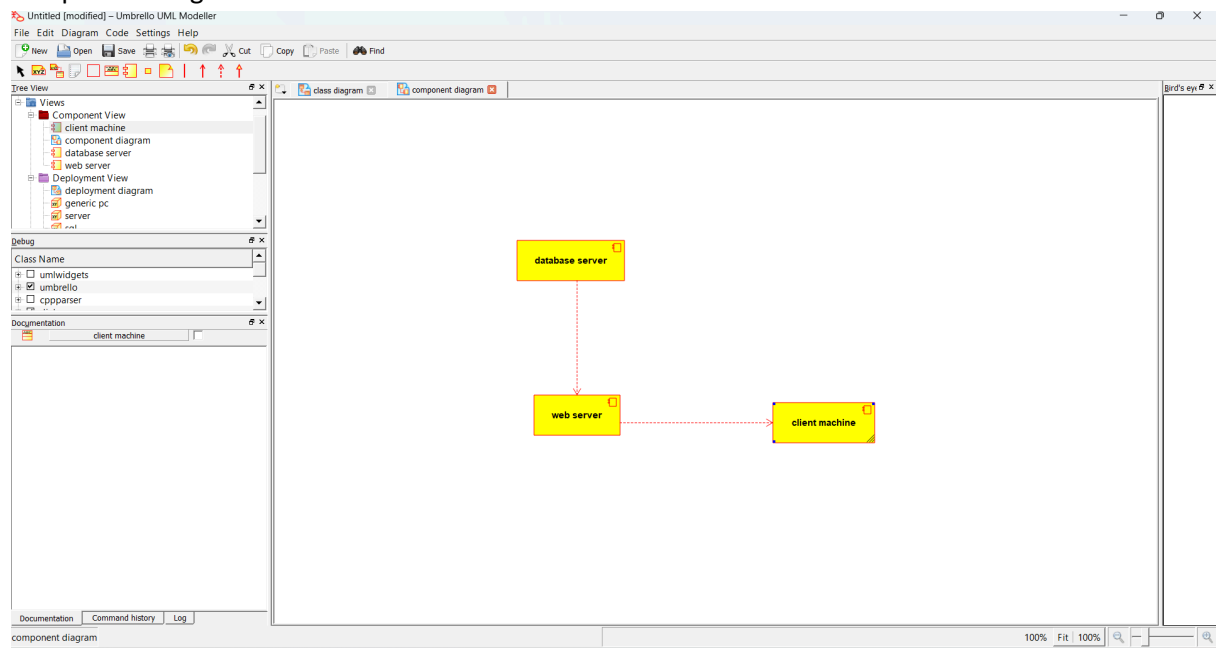 Untitled [modified] – Umbrello UML Modeller
File Edit Diagram Code Settings Help
New Open Save Cut Copy Paste Find
Tree View
class diagram
component diagram
Bird's ey
Views
Component View
client machine
component diagram
database server
web server
Deployment View
deployment diagram
generic pc
server
sql
Debug
Class Name
umlwidgets
umbrello
cppparser
Documentation
client machine
database server
web server
client machine
Documentation Command history Log
component diagram
100% Fit 100%